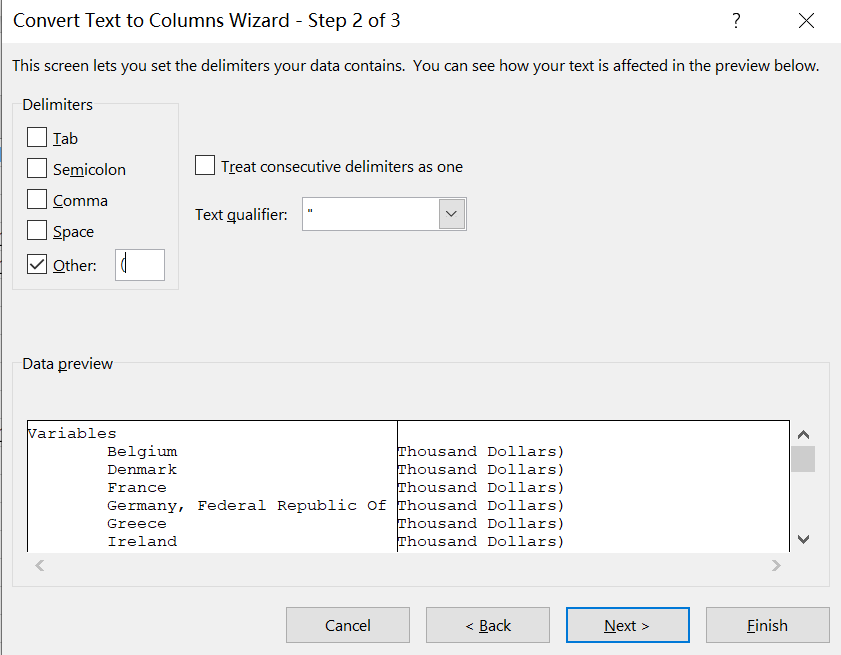 Convert Text to Columns Wizard - Step 2 of 3 ?
This screen lets you set the delimiters your data contains. You can see how your text is affected in the preview below.
Delimiters
Tab
Semicolon
Comma
Space
Other: (
Treat consecutive delimiters as one
Text qualifier: "
Data preview
Variables
Belgium Thousand Dollars)
Denmark Thousand Dollars)
France Thousand Dollars)
Germany, Federal Republic Of Thousand Dollars)
Greece Thousand Dollars)
Ireland Thousand Dollars)
Cancel < Back Next > Finish